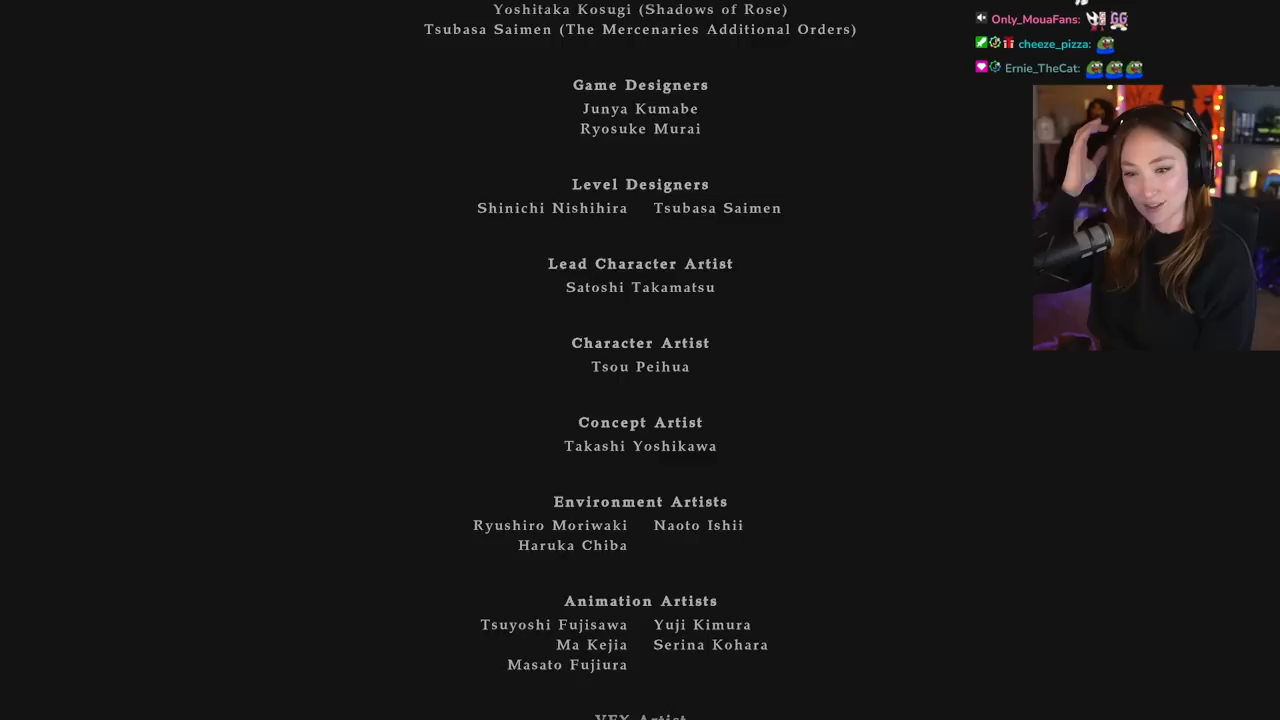 Yoshitaka Kosugi (Shadows of Rose)
Tsubasa Saimen (The Mercenaries Additional Orders)
Game Designers
Junya Kumabe
Ryosuke Murai
Level Designers
Shinichi Nishihira Tsubasa Saimen
Lead Character Artist
Satoshi Takamatsu
Character Artist
Tsou Peihua
Concept Artist
Takashi Yoshikawa
Environment Artists
Ryushiro Moriwaki Naoto Ishii
Haruka Chiba
Animation Artists
Tsuyoshi Fujisawa Yuji Kimura
Ma Kejia Serina Kohara
Masato Fujiura
VFX Artist
Only_MouaFans: GG
cheeze_pizza:
Ernie_TheCat: